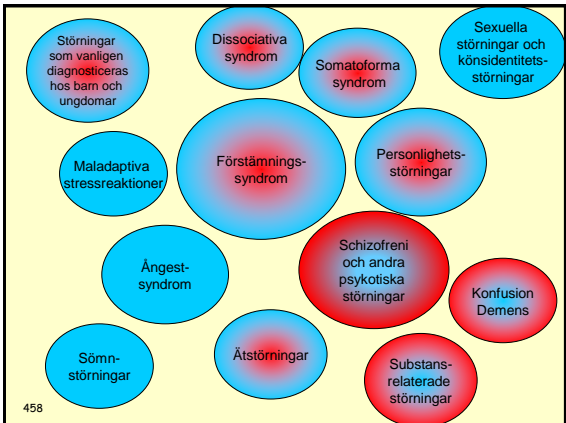 Störningar
som vanligen
diagnosticeras
hos barn och
ungdomar
Dissociativa
syndrom
Somatoforma
syndrom
Sexuella
störningar och
könsidentitets-
störningar
Maladaptiva
stressreaktioner
Förstämnings-
syndrom
Personlighets-
störningar
Ångest-
syndrom
Schizofreni
och andra
psykotiska
störningar
Konfusion
Demens
Sömn-
störningar
Ätstörningar
Substans-
relaterade
störningar
458